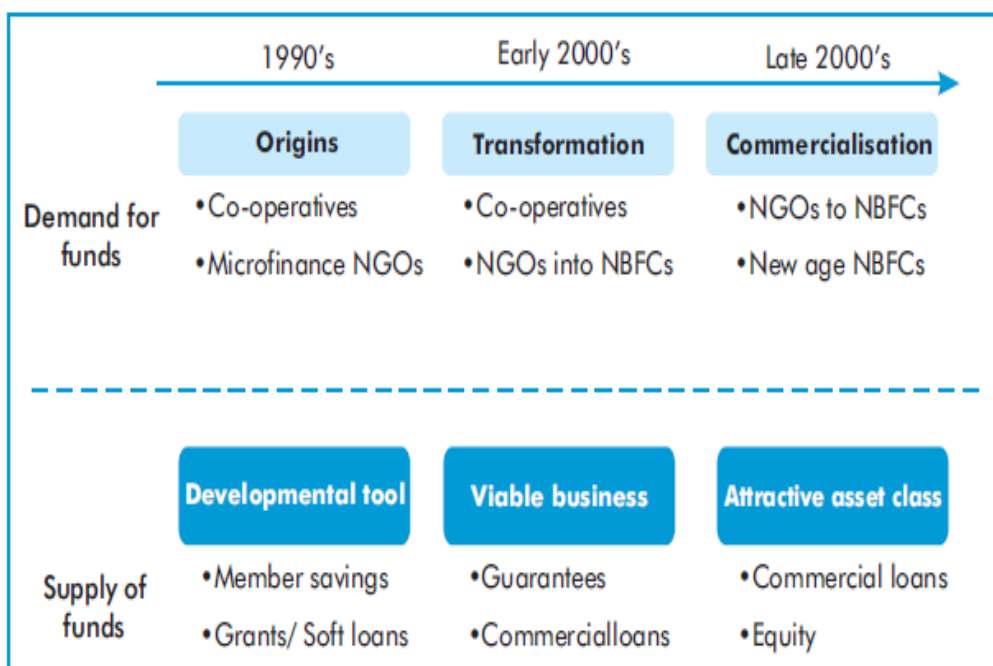 1990's Early 2000's Late 2000's
Origins Transformation Commercialisation
Demand for funds
•Co-operatives •Co-operatives •NGOs to NBFCs
•Microfinance NGOs •NGOs into NBFCs •New age NBFCs
Developmental tool Viable business Attractive asset class
Supply of funds
•Member savings •Guarantees •Commercial loans
•Grants/ Soft loans •Commercialloans •Equity